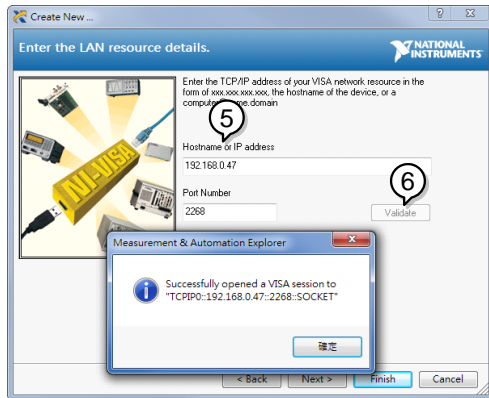 Create New ...
Enter the LAN resource details.
NATIONAL
INSTRUMENTS
Enter the TCP/IP address of your VISA network resource in the
form of xxx.xxx.xxx.xxx, the hostname of the device, or a
5
Hostname or IP address
192.168.0.47
6
Port Number
2268
Validate
NI-VISA
Measurement & Automation Explorer
Successfully opened a VISA session to
"TCPIP0::192.168.0.47::2268::SOCKET"
確定
< Back
Next >
Finish
Cancel